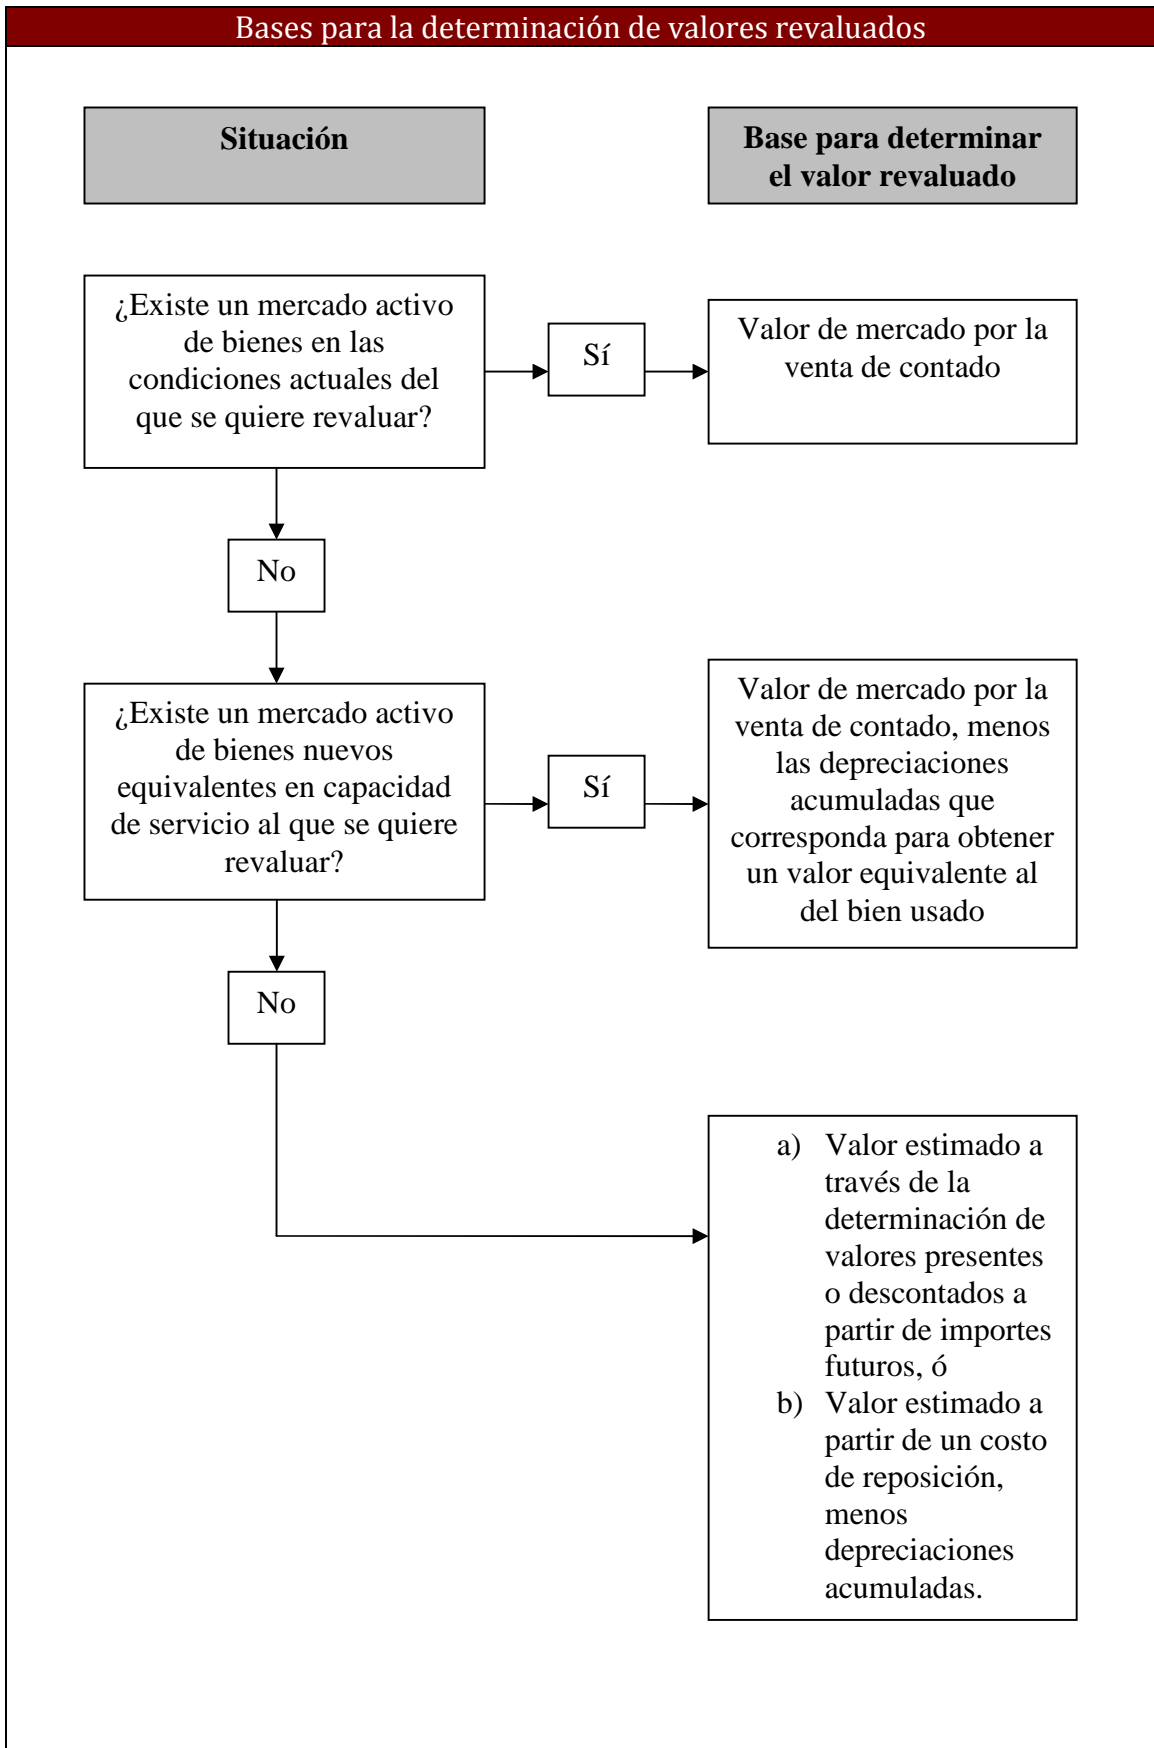 Bases para la determinación de valores revaluados
Situación
Base para determinar
el valor revaluado
¿Existe un mercado activo
de bienes en las
condiciones actuales del
que se quiere revaluar?
Sí
Valor de mercado por la
venta de contado
No
¿Existe un mercado activo
de bienes nuevos
equivalentes en capacidad
de servicio al que se quiere
revaluar?
Sí
Valor de mercado por la
venta de contado, menos
las depreciaciones
acumuladas que
corresponda para obtener
un valor equivalente al
del bien usado
No
a) Valor estimado a
través de la
determinación de
valores presentes
o descontados a
partir de importes
futuros, ó
b) Valor estimado a
partir de un costo
de reposición,
menos
depreciaciones
acumuladas.